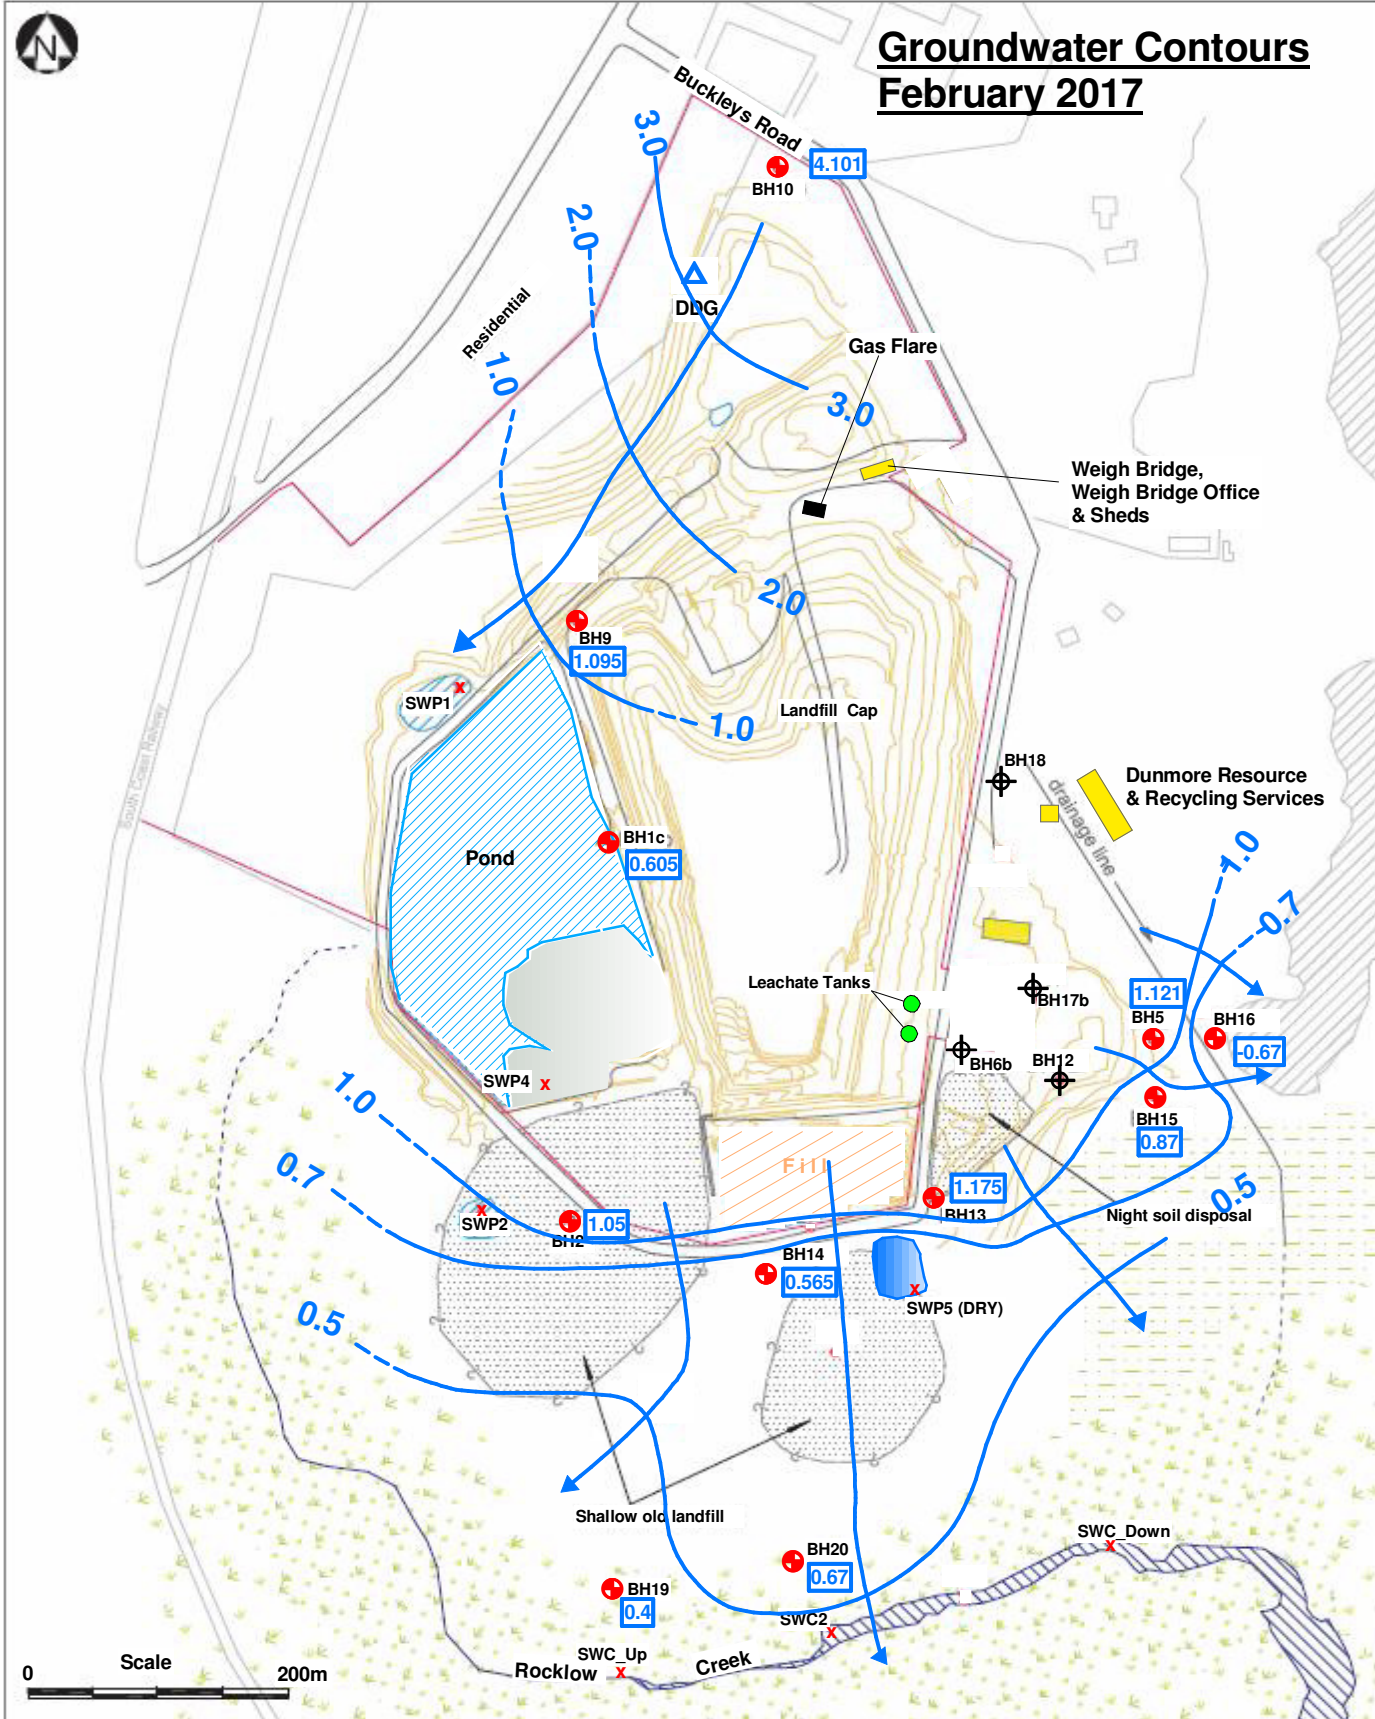 N
Groundwater Contours
February 2017
Buckleys Road
3.0
4.101
BH10
2.0
DDG
Residential
1.0
Gas Flare
3.0
Weigh Bridge,
Weigh Bridge Office
& Sheds
2.0
BH9
1.095
SWP1
1.0
Landfill Cap
South Coast Railway
BH18
Dunmore Resource
& Recycling Services
drainage line
BH1c
0.605
Pond
1.0
0.7
Leachate Tanks
BH17b
1.121
BH5
BH16
-0.67
BH6b
BH12
SWP4
1.0
BH15
0.87
0.7
Fill
1.175
BH13
0.5
Night soil disposal
SWP2
BH2
1.05
BH14
0.565
SWP5 (DRY)
0.5
Shallow old landfill
SWC_Down
BH20
0.67
BH19
0.4
SWC2
SWC_Up
Rocklow Creek
0 Scale 200m